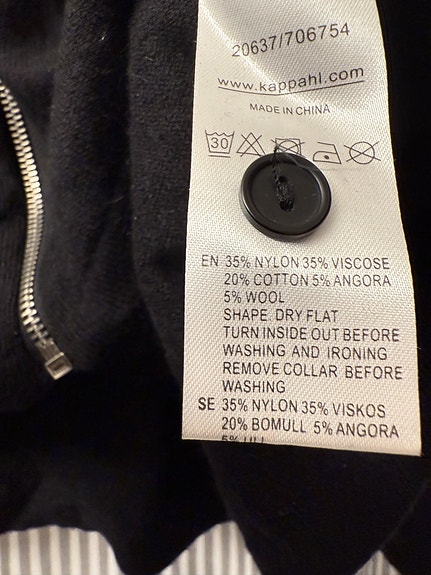 20637/706754
www.kappahl.com
MADE IN CHINA
30
EN 35% NYLON 35% VISCOSE
20% COTTON 5% ANGORA
5% WOOL
SHAPE. DRY FLAT
TURN INSIDE OUT BEFORE
WASHING AND IRONING
REMOVE COLLAR BEFORE
WASHING
SE 35% NYLON 35% VISKOS
20% BOMULL 5% ANGORA
5% ULL